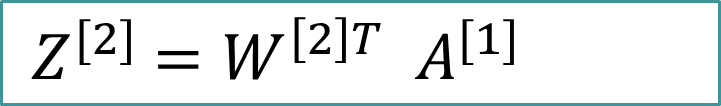 Z^[2] = W^[2]T A^[1]